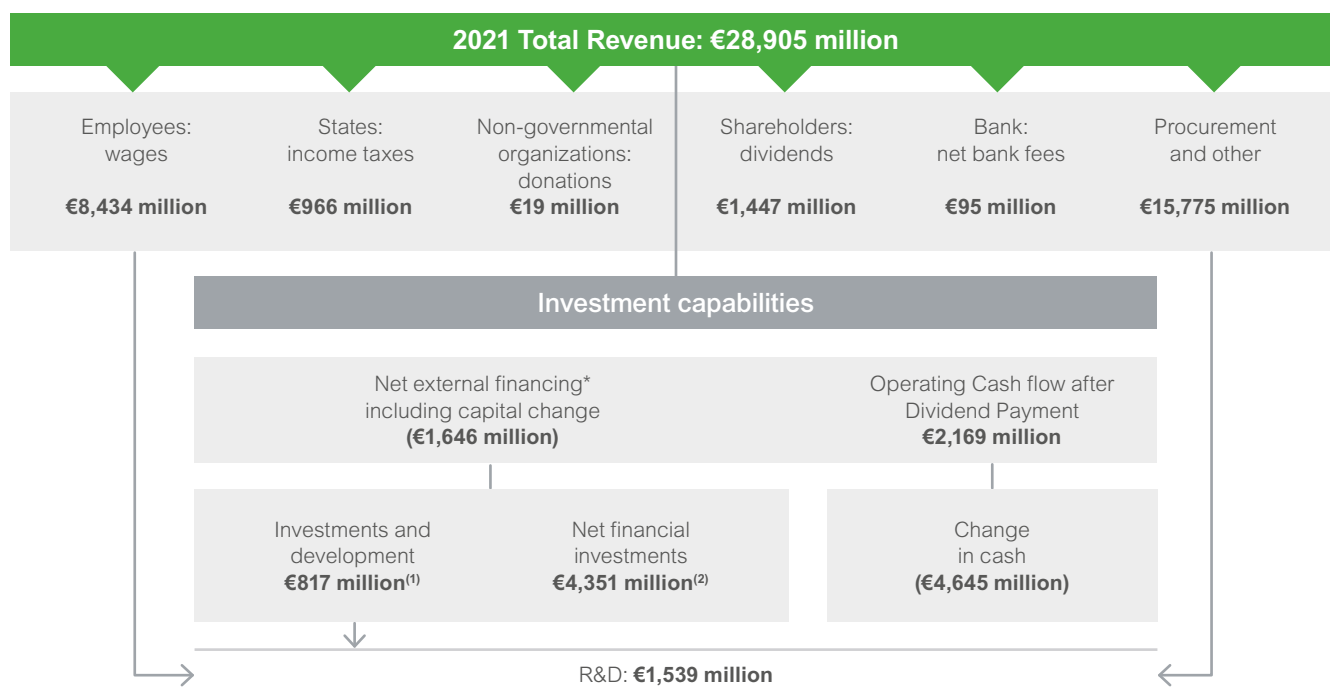 2021 Total Revenue: €28,905 million
Employees:
wages
€8,434 million
States:
income taxes
€966 million
Non-governmental
organizations:
donations
€19 million
Shareholders:
dividends
€1,447 million
Bank:
net bank fees
€95 million
Procurement
and other
€15,775 million
Investment capabilities
Net external financing*
including capital change
(€1,646 million)
Operating Cash flow after
Dividend Payment
€2,169 million
Investments and
development
€817 million(1)
Net financial
investments
€4,351 million(2)
Change
in cash
(€4,645 million)
R&D: €1,539 million